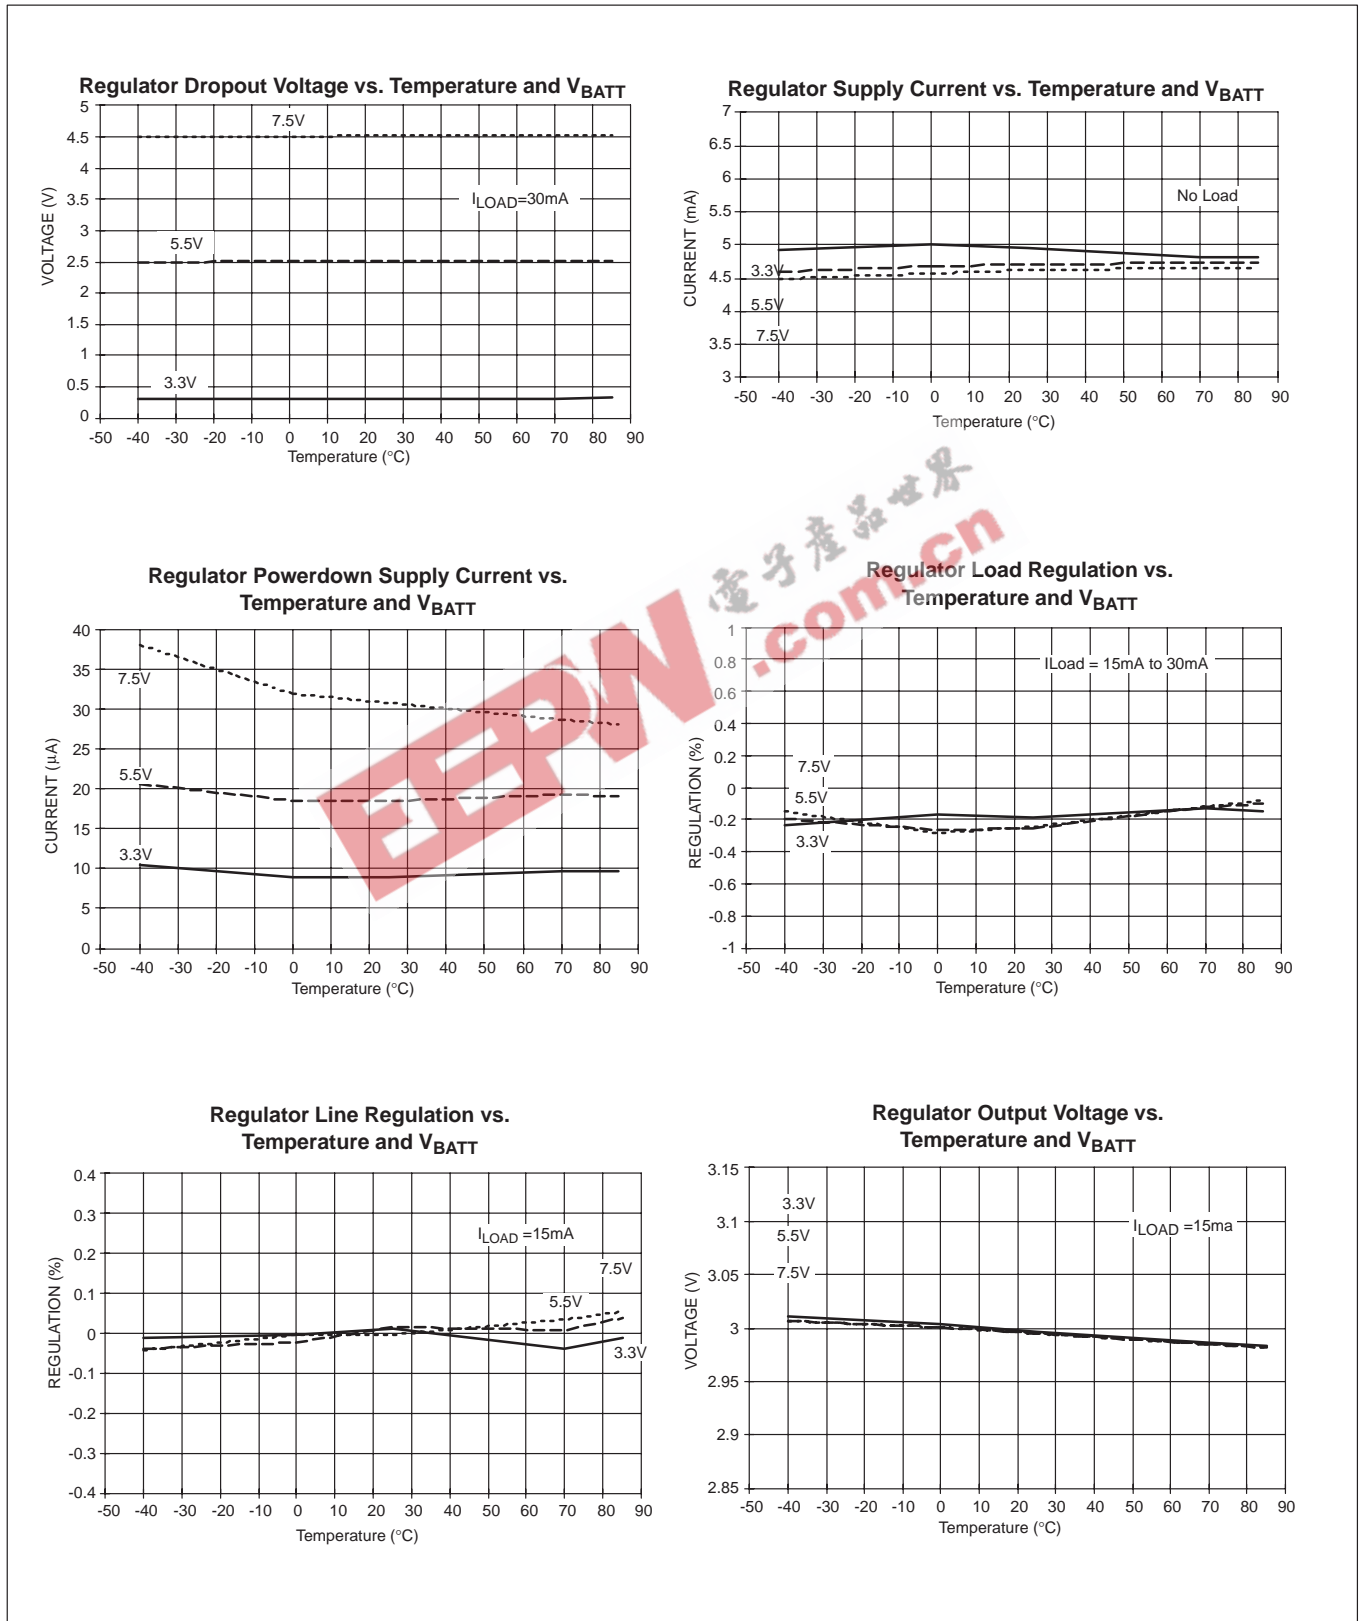 Regulator Dropout Voltage vs. Temperature and VBATT
5
4.5
4
3.5
3
2.5
2
1.5
1
0.5
0
VOLTAGE (V)
7.5V
ILOAD=30mA
5.5V
3.3V
-50 -40 -30 -20 -10 0 10 20 30 40 50 60 70 80 90
Temperature (°C)
Regulator Supply Current vs. Temperature and VBATT
7
6.5
6
5.5
5
4.5
4
3.5
3
CURRENT (mA)
No Load
3.3V
5.5V
7.5V
-50 -40 -30 -20 -10 0 10 20 30 40 50 60 70 80 90
Temperature (°C)
Regulator Powerdown Supply Current vs.
Temperature and VBATT
40
35
30
25
20
15
10
5
0
CURRENT (µA)
7.5V
5.5V
3.3V
-50 -40 -30 -20 -10 0 10 20 30 40 50 60 70 80 90
Temperature (°C)
EEPW.com.cn
電子產品世界
Regulator Load Regulation vs.
Temperature and VBATT
1
0.8
0.6
0.4
0.2
0
-0.2
-0.4
-0.6
-0.8
-1
REGULATION (%)
ILoad = 15mA to 30mA
7.5V
5.5V
3.3V
-50 -40 -30 -20 -10 0 10 20 30 40 50 60 70 80 90
Temperature (°C)
Regulator Line Regulation vs.
Temperature and VBATT
0.4
0.3
0.2
0.1
0
-0.1
-0.2
-0.3
-0.4
REGULATION (%)
ILOAD =15mA
7.5V
5.5V
3.3V
-50 -40 -30 -20 -10 0 10 20 30 40 50 60 70 80 90
Temperature (°C)
Regulator Output Voltage vs.
Temperature and VBATT
3.15
3.1
3.05
3
2.95
2.9
2.85
VOLTAGE (V)
3.3V
5.5V
7.5V
ILOAD =15ma
-50 -40 -30 -20 -10 0 10 20 30 40 50 60 70 80 90
Temperature (°C)